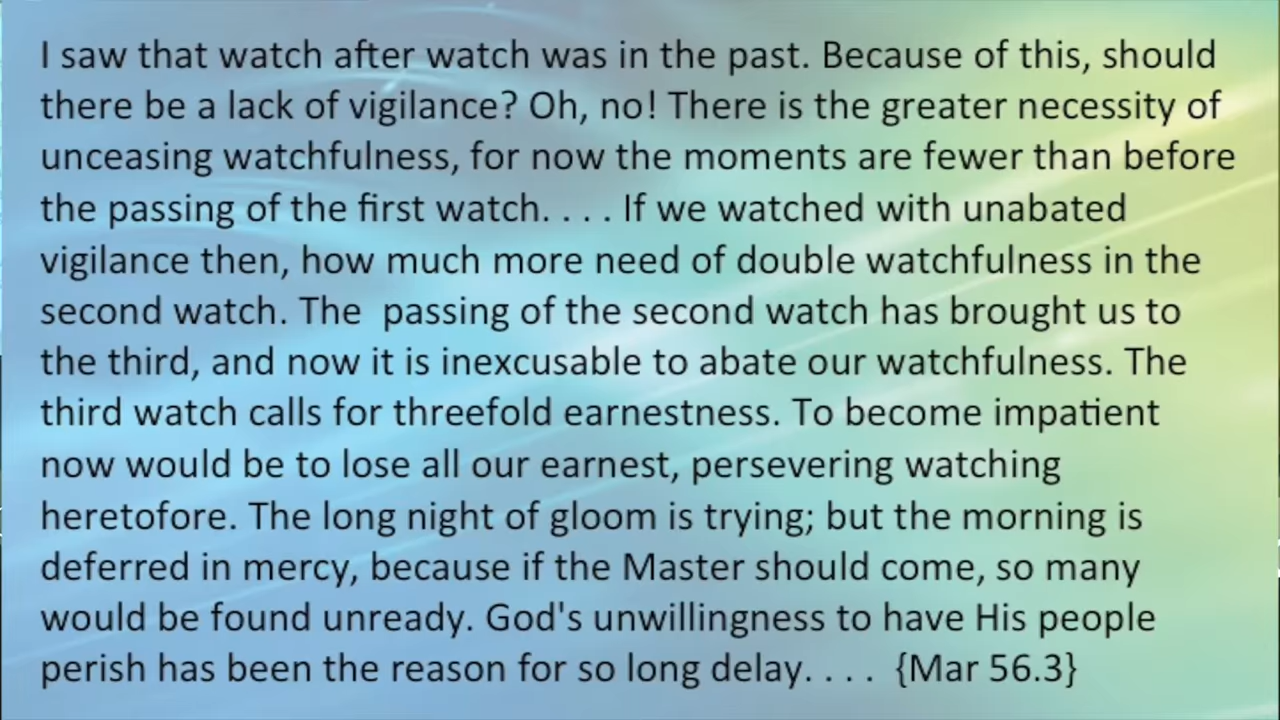 I saw that watch after watch was in the past. Because of this, should
there be a lack of vigilance? Oh, no! There is the greater necessity of
unceasing watchfulness, for now the moments are fewer than before
the passing of the first watch. . . . If we watched with unabated
vigilance then, how much more need of double watchfulness in the
second watch. The  passing of the second watch has brought us to
the third, and now it is inexcusable to abate our watchfulness. The
third watch calls for threefold earnestness. To become impatient
now would be to lose all our earnest, persevering watching
heretofore. The long night of gloom is trying; but the morning is
deferred in mercy, because if the Master should come, so many
would be found unready. God's unwillingness to have His people
perish has been the reason for so long delay. . . .  {Mar 56.3}